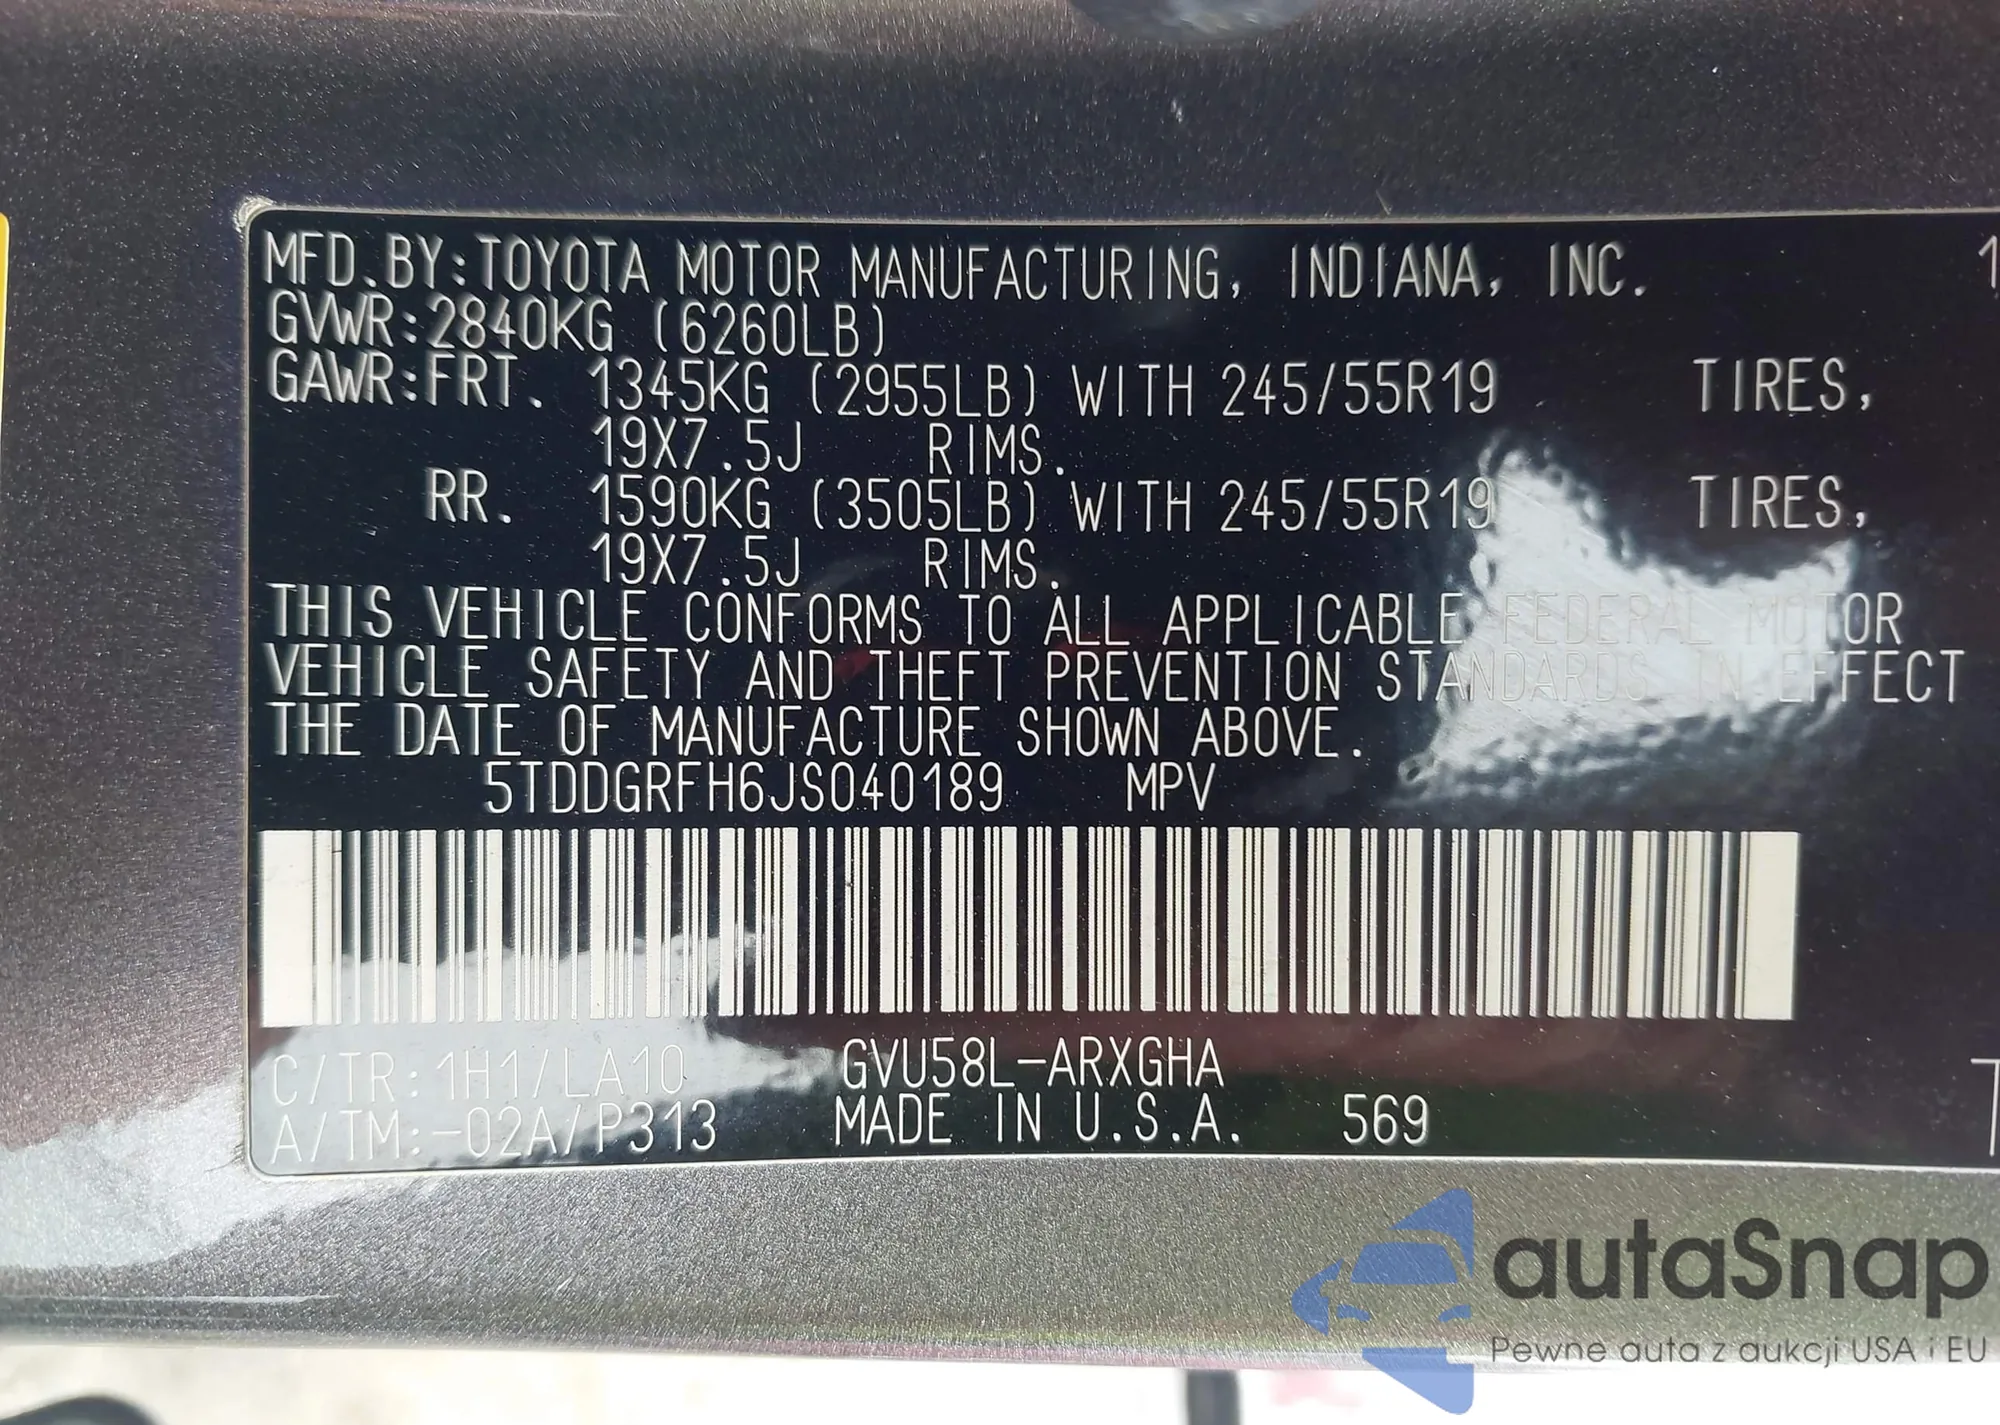 MFD.BY:TOYOTA MOTOR MANUFACTURING, INDIANA, INC. 1
GVWR:2840KG (6260LB)
GAWR:FRT. 1345KG (2955LB) WITH 245/55R19 TIRES,
19X7.5J RIMS.
RR. 1590KG (3505LB) WITH 245/55R19 TIRES,
19X7.5J RIMS.
THIS VEHICLE CONFORMS TO ALL APPLICABLE FEDERAL MOTOR
VEHICLE SAFETY AND THEFT PREVENTION STANDARDS IN EFFECT
THE DATE OF MANUFACTURE SHOWN ABOVE.
5TDDGRFH6JS040189 MPV
C/TR:1H1/LA10 GVU58L-ARXGHA
A/TM:-02A/P313 MADE IN U.S.A. 569
autaSnap
Pewne auta z aukcji USA i EU